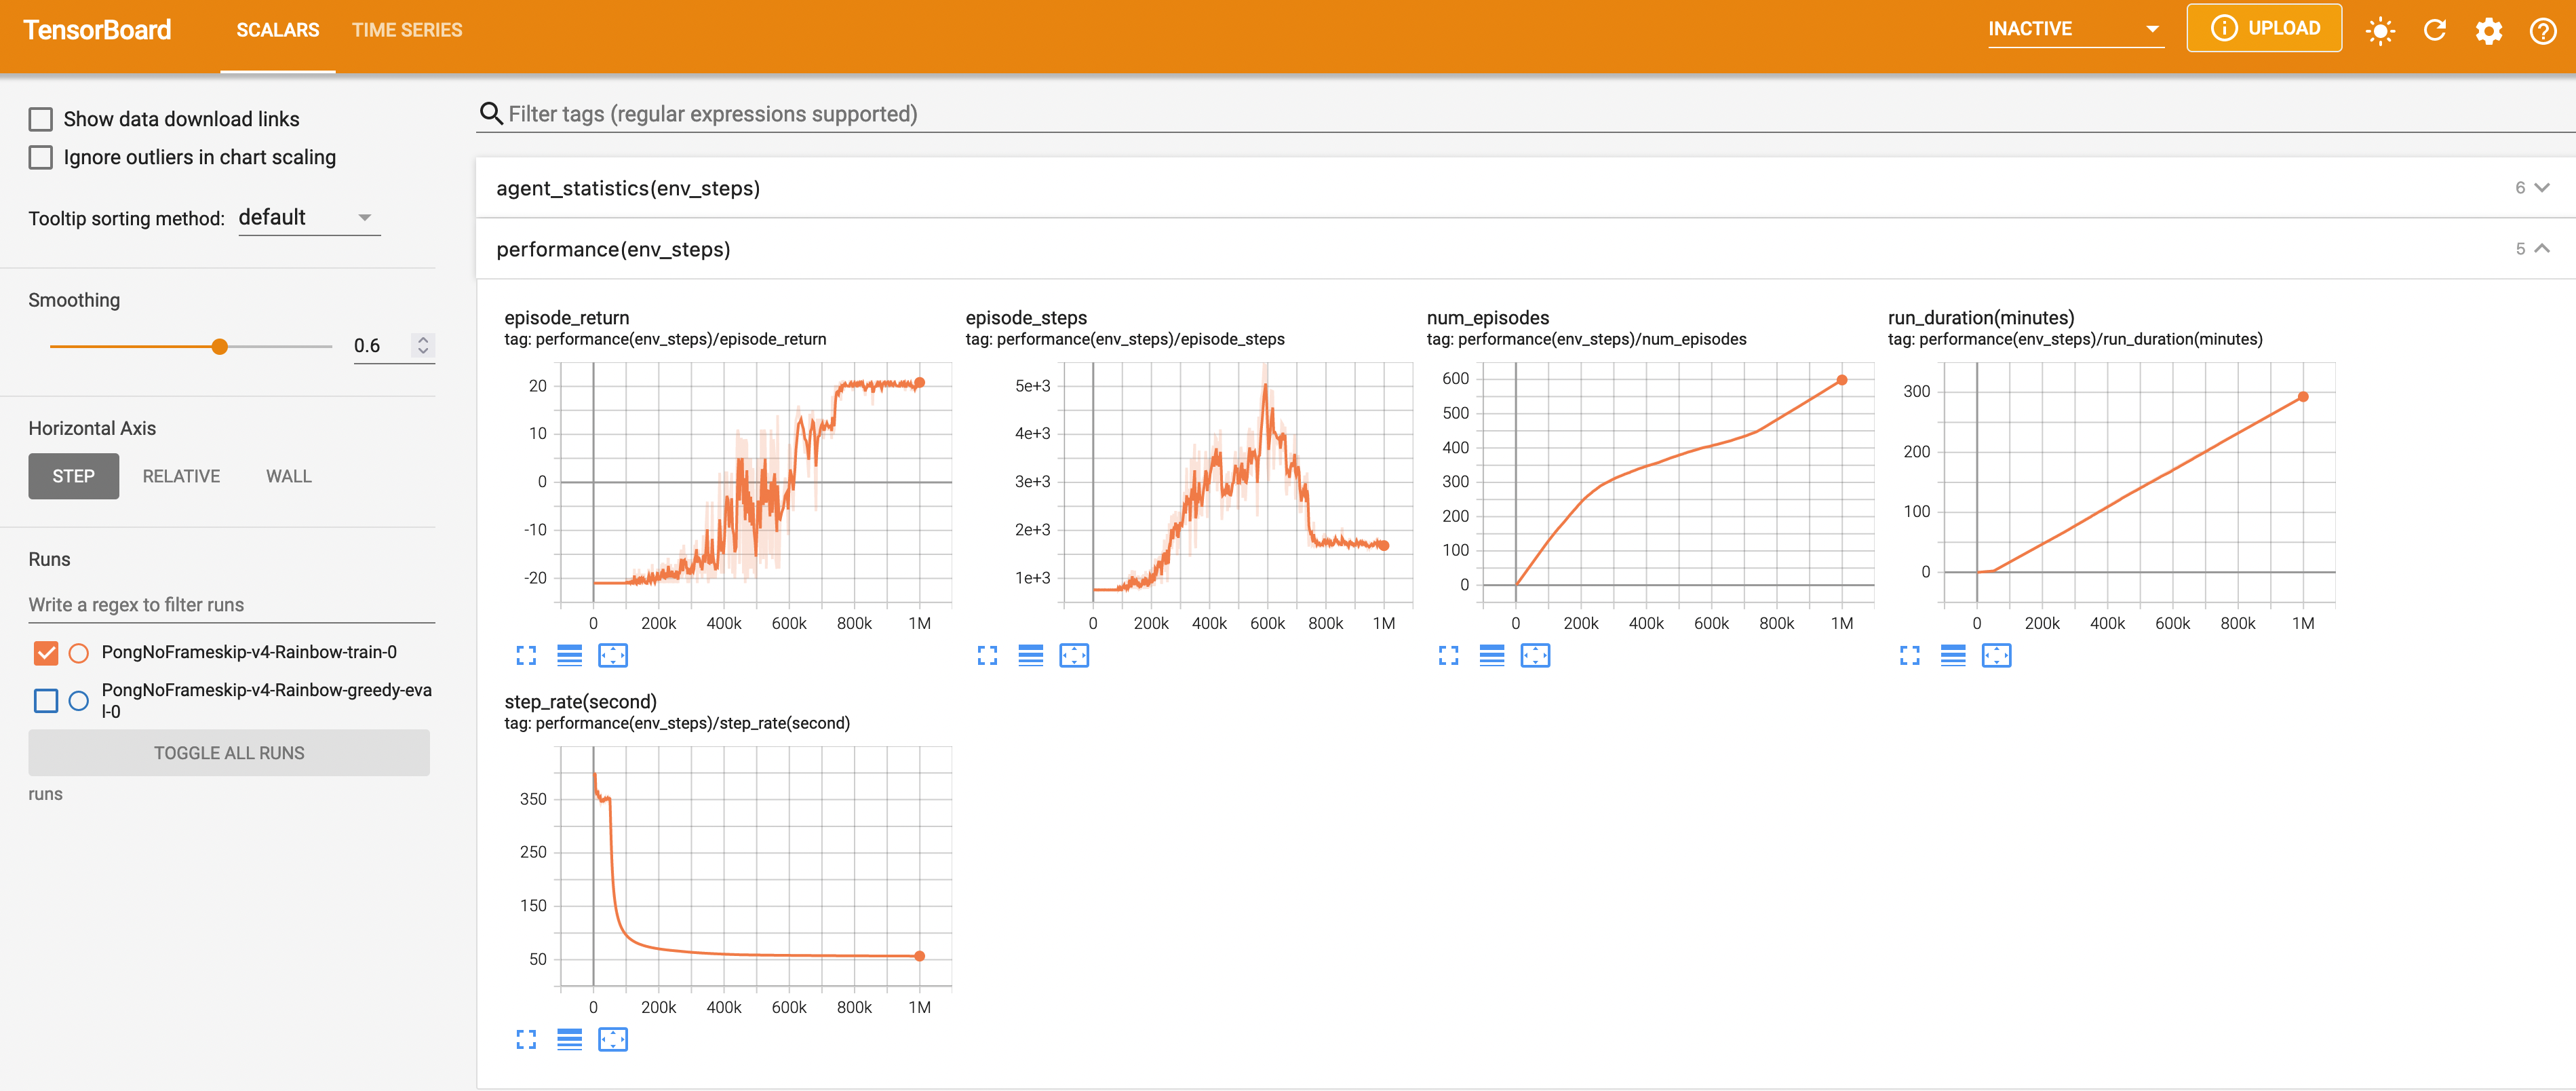 TensorBoard SCALARS TIME SERIES INACTIVE UPLOAD
Show data download links
Ignore outliers in chart scaling
Tooltip sorting method: default
Smoothing
0.6
Horizontal Axis
STEP RELATIVE WALL
Runs
Write a regex to filter runs
PongNoFrameskip-v4-Rainbow-train-0
PongNoFrameskip-v4-Rainbow-greedy-eva
l-0
TOGGLE ALL RUNS
runs
Filter tags (regular expressions supported)
agent_statistics(env_steps) 6
performance(env_steps) 5
episode_return
tag: performance(env_steps)/episode_return
20
10
0
-10
-20
0 200k 400k 600k 800k 1M
episode_steps
tag: performance(env_steps)/episode_steps
5e+3
4e+3
3e+3
2e+3
1e+3
0 200k 400k 600k 800k 1M
num_episodes
tag: performance(env_steps)/num_episodes
600
500
400
300
200
100
0
0 200k 400k 600k 800k 1M
run_duration(minutes)
tag: performance(env_steps)/run_duration(minutes)
300
200
100
0
0 200k 400k 600k 800k 1M
step_rate(second)
tag: performance(env_steps)/step_rate(second)
350
250
150
50
0 200k 400k 600k 800k 1M